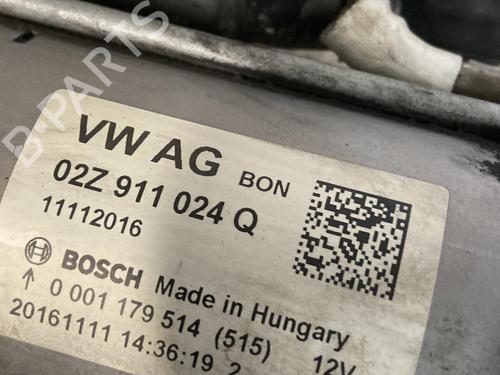 B-PARTS
VW AG BON
02Z 911 024 Q
11112016
BOSCH Made in Hungary
↑ 0 001 179 514 (515) 12V
20161111 14:36:19 2